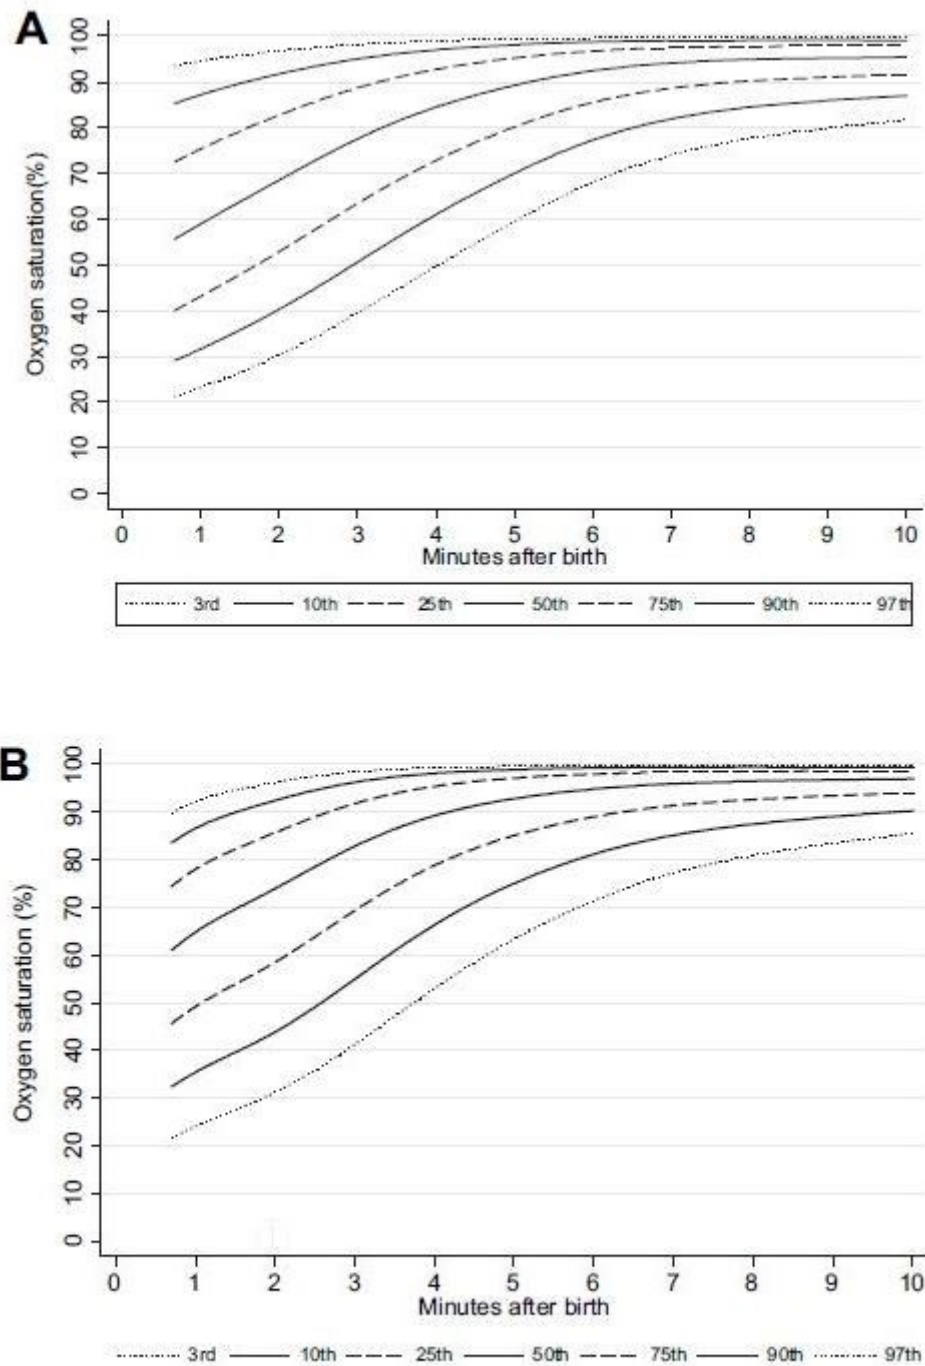 A
100
90
80
70
60
50
40
30
20
10
0
Oxygen saturation(%)
0 1 2 3 4 5 6 7 8 9 10
Minutes after birth
3rd 10th 25th 50th 75th 90th 97th
B
100
90
80
70
60
50
40
30
20
10
0
Oxygen saturation (%)
0 1 2 3 4 5 6 7 8 9 10
Minutes after birth
3rd 10th 25th 50th 75th 90th 97th